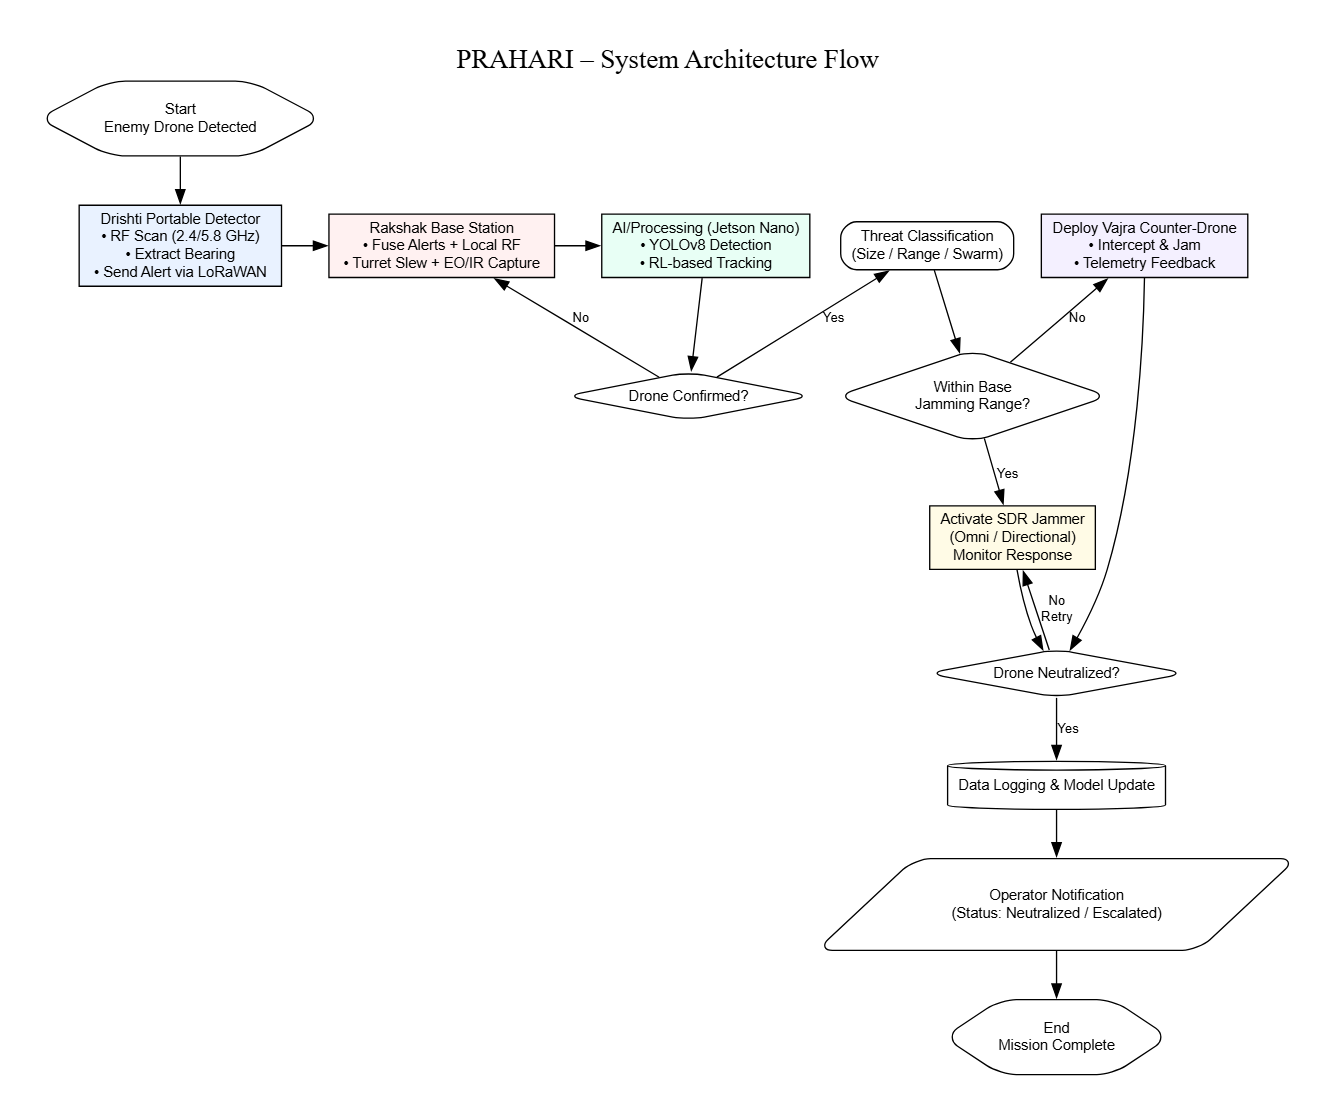 PRAHARI – System Architecture Flow
Start
Enemy Drone Detected
Drishti Portable Detector
• RF Scan (2.4/5.8 GHz)
• Extract Bearing
• Send Alert via LoRaWAN
Rakshak Base Station
• Fuse Alerts + Local RF
• Turret Slew + EO/IR Capture
AI/Processing (Jetson Nano)
• YOLOv8 Detection
• RL-based Tracking
Threat Classification
(Size / Range / Swarm)
Deploy Vajra Counter-Drone
• Intercept & Jam
• Telemetry Feedback
No
Yes
No
Drone Confirmed?
Within Base
Jamming Range?
Yes
Activate SDR Jammer
(Omni / Directional)
Monitor Response
No
Retry
Drone Neutralized?
Yes
Data Logging & Model Update
Operator Notification
(Status: Neutralized / Escalated)
End
Mission Complete